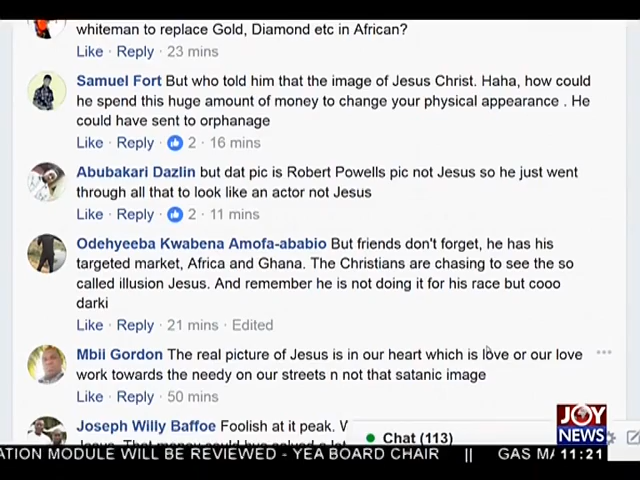 whiteman to replace Gold, Diamond etc in African?
Like · Reply · 23 mins
Samuel Fort But who told him that the image of Jesus Christ. Haha, how could
he spend this huge amount of money to change your physical appearance . He
could have sent to orphanage
Like · Reply · 2 · 16 mins
Abubakari Dazlin but dat pic is Robert Powells pic not Jesus so he just went
through all that to look like an actor not Jesus
Like · Reply · 2 · 11 mins
Odehyeeba Kwabena Amofa-ababio But friends don't forget, he has his
targeted market, Africa and Ghana. The Christians are chasing to see the so
called illusion Jesus. And remember he is not doing it for his race but cooo
darki
Like · Reply · 21 mins · Edited
Mbii Gordon The real picture of Jesus is in our heart which is love or our love
work towards the needy on our streets n not that satanic image
Like · Reply · 50 mins
Joseph Willy Baffoe Foolish at it peak. W
Chat (113)
JOY
NEWS
ATION MODULE WILL BE REVIEWED - YEA BOARD CHAIR || GAS MA 11:21